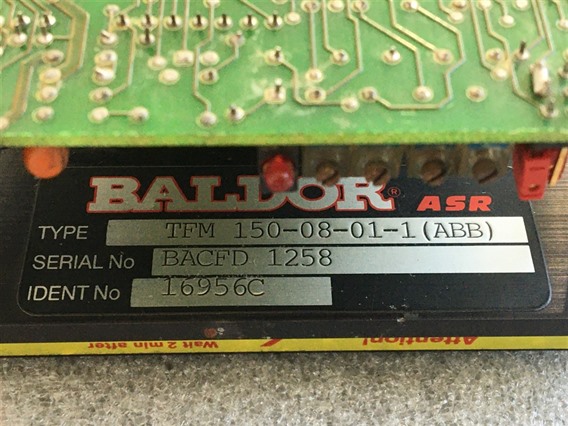 BALDOR® ASR
TYPE TFM 150-08-01-1(ABB)
SERIAL No BACFD 1258
IDENT No 16956C
Attention!
Wait 2 min after